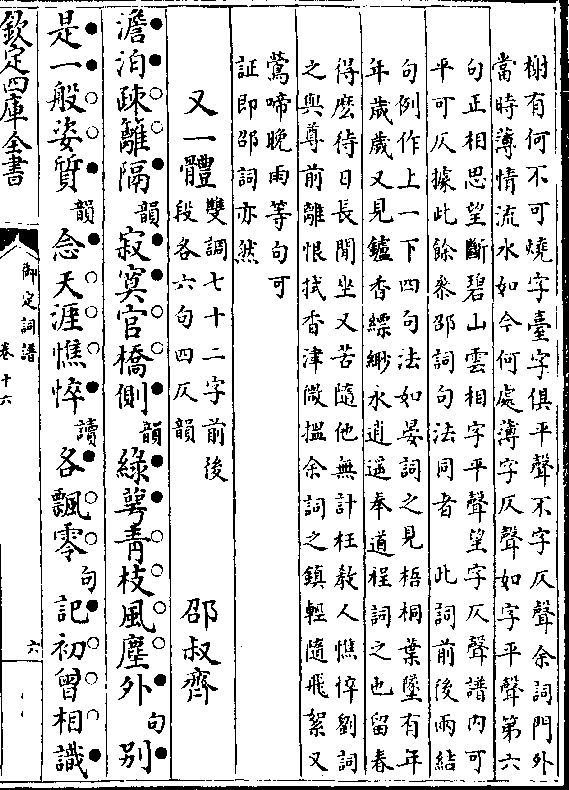 榭有何不可燒字臺字俱平聲不字仄聲余詞門外
當時薄情流水如今何處薄字仄聲如字平聲第六
句正相思望斷碧山雲相字平聲望字仄聲譜内可
平可仄據此餘叅邵詞句法同者　此詞前後兩結
句例作上一下四句法如晏詞之見梧桐葉墜有年
年歲歲又見鑪香縹緲永逍遥奉道程詞之也留春
得麽待日長閒坐又苦隨他無計枉敎人憔悴劉詞
之與尊前離恨拭香津微搵余詞之鎮輕隨飛絮又
鶯啼晚雨等句可
証即邵詞亦然
又一體　雙調七十二字前後
段各六句四仄韻　邵叔齊
澹泊疎籬隔韻寂寞官橋側韻緑萼青枝風塵外句别
是一般姿質韻念天涯憔悴讀各飄零句記初曾相識
欽定四庫全書
御定詞譜
卷十六
六